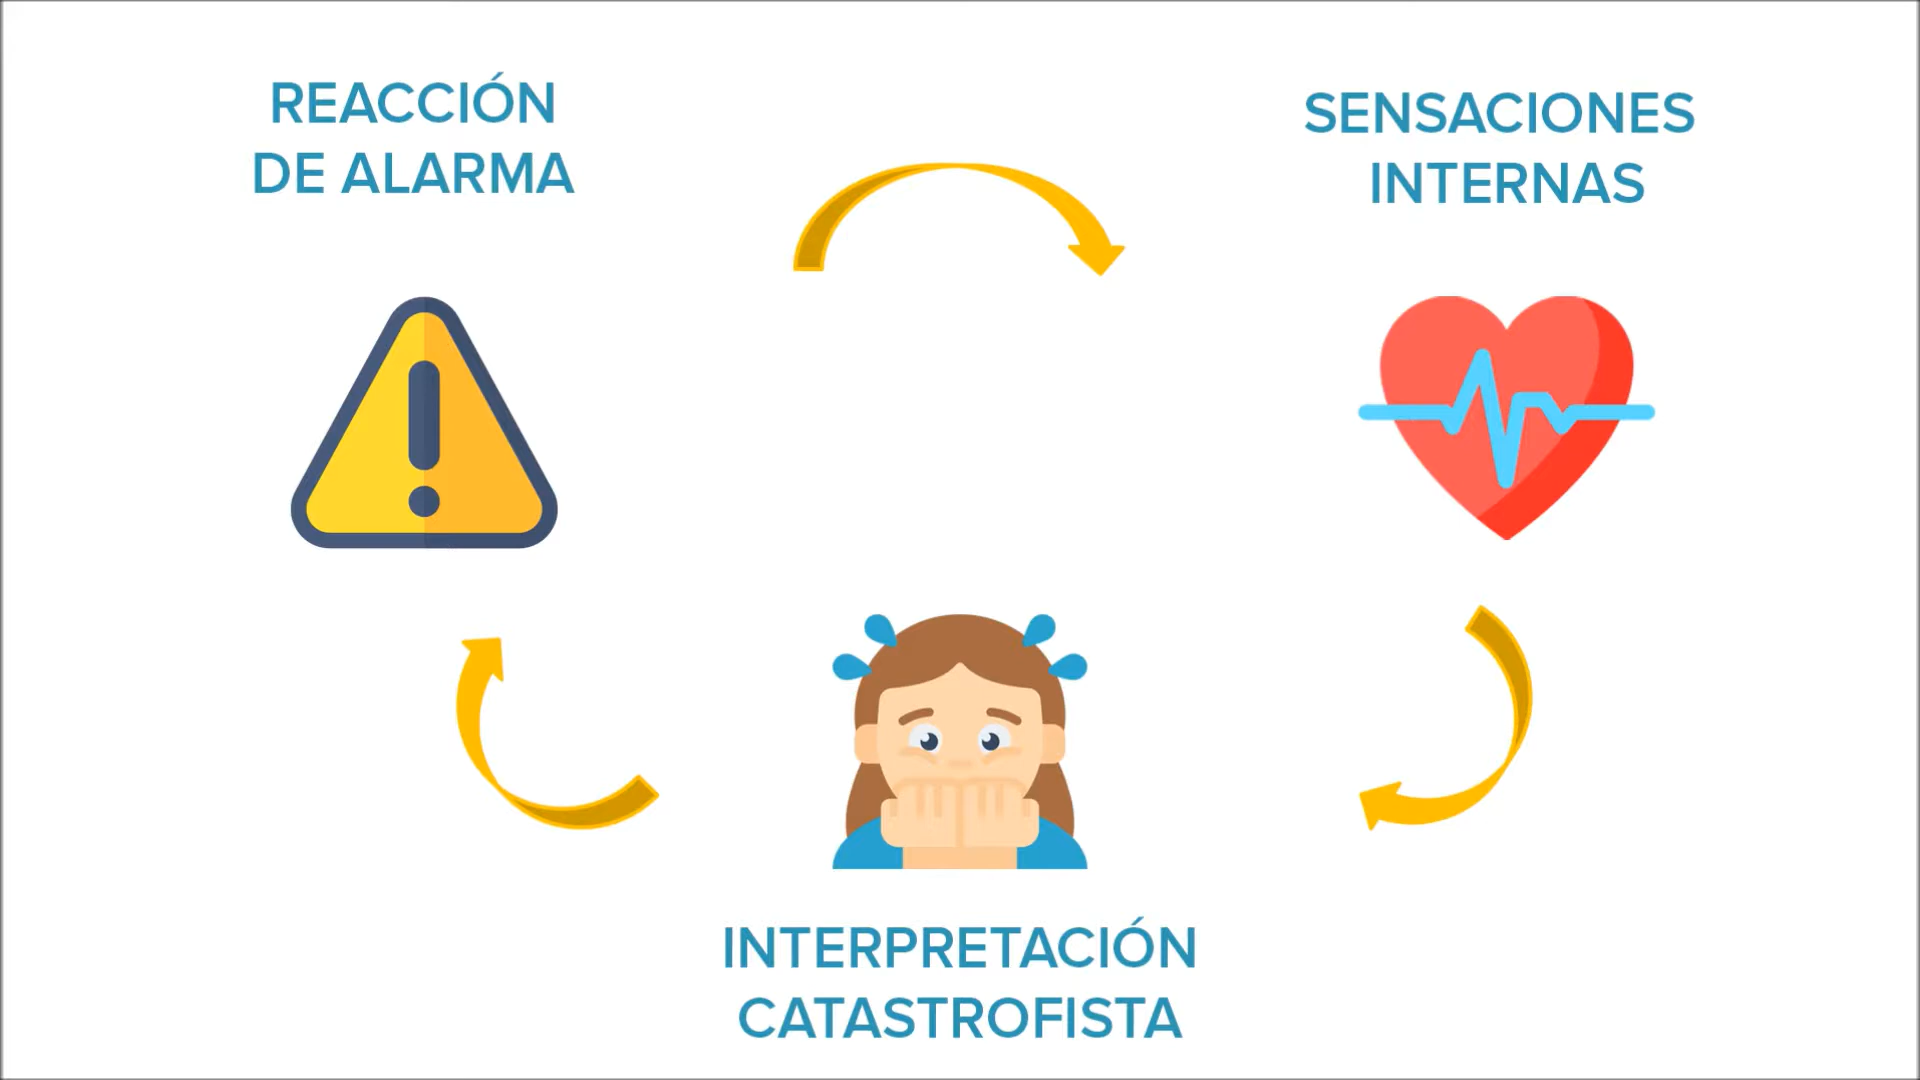 REACCIÓN
DE ALARMA
SENSACIONES
INTERNAS
INTERPRETACIÓN
CATASTROFISTA